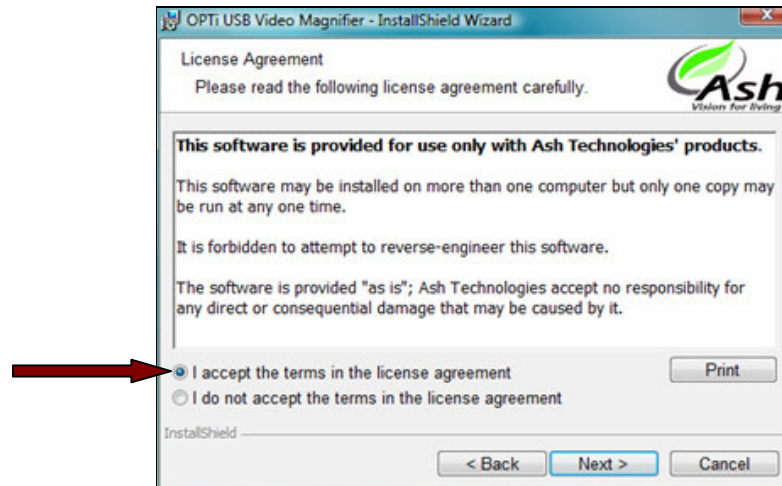 OPTi USB Video Magnifier - InstallShield Wizard
License Agreement
Please read the following license agreement carefully.
Ash
Vision for living
This software is provided for use only with Ash Technologies' products.
This software may be installed on more than one computer but only one copy may
be run at any one time.
It is forbidden to attempt to reverse-engineer this software.
The software is provided "as is"; Ash Technologies accept no responsibility for
any direct or consequential damage that may be caused by it.
I accept the terms in the license agreement
Print
I do not accept the terms in the license agreement
InstallShield
< Back Next > Cancel